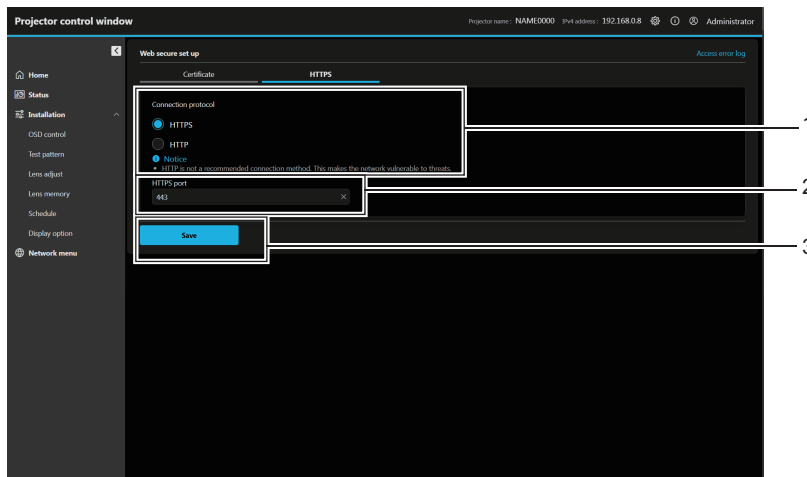 Projector control window
Projector name : NAME0000 IPv4 address : 192.168.0.8 Administrator
Web secure set up
Access error log
Certificate
HTTPS
Home
Status
Installation
OSD control
Test pattern
Lens adjust
Lens memory
Schedule
Display option
Network menu
Connection protocol
HTTPS
HTTP
Notice
• HTTP is not a recommended connection method. This makes the network vulnerable to threats.
HTTPS port
443
Save
1
2
3